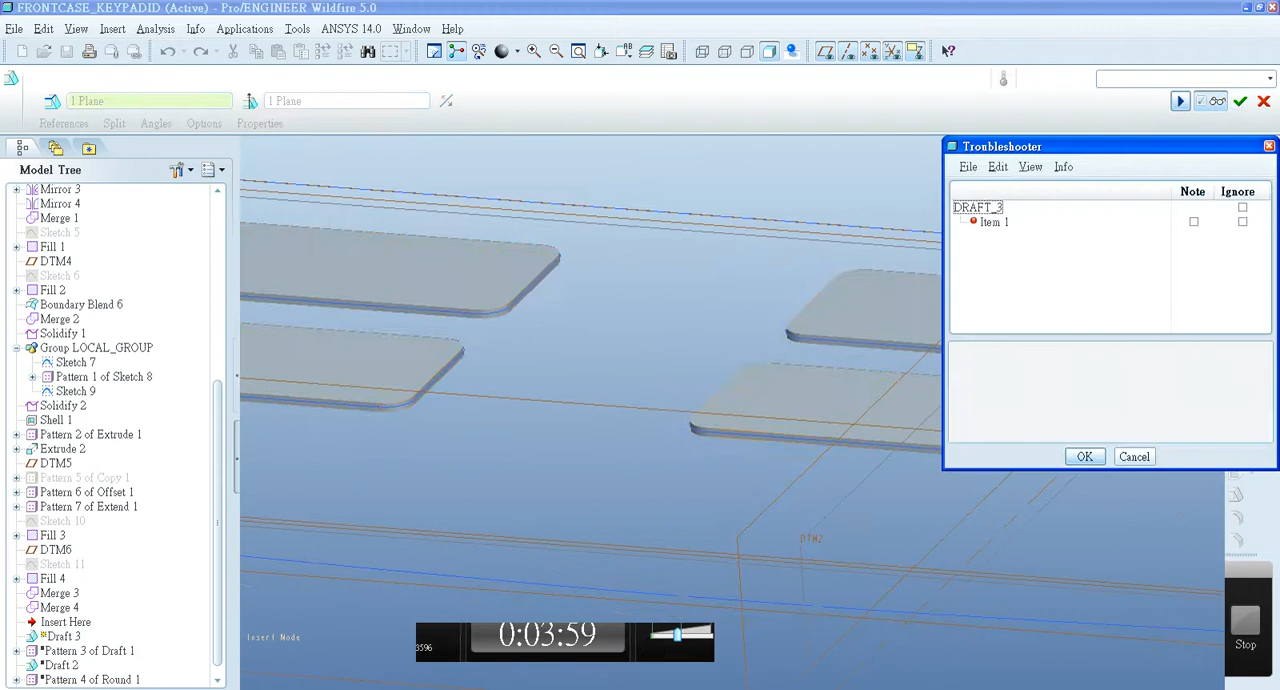 FRONTCASE_KEYPADID (Active) - Pro/ENGINEER Wildfire 5.0
File Edit View Insert Analysis Info Applications Tools ANSYS 14.0 Window Help
1 Plane
1 Plane
References Split Angles Options Properties
Model Tree
Mirror 3
Mirror 4
Merge 1
Sketch 5
Fill 1
DTM4
Sketch 6
Fill 2
Boundary Blend 6
Merge 2
Solidify 1
Group LOCAL_GROUP
Sketch 7
Pattern 1 of Sketch 8
Sketch 9
Solidify 2
Shell 1
Pattern 2 of Extrude 1
Extrude 2
DTM5
Pattern 5 of Copy 1
Pattern 6 of Offset 1
Pattern 7 of Extend 1
Sketch 10
Fill 3
DTM6
Sketch 11
Fill 4
Merge 3
Merge 4
Insert Here
*Draft 3
Pattern 3 of Draft 1
Draft 2
Pattern 4 of Round 1
DTM2
Insert Mode
3596
0:03:59
Troubleshooter
File Edit View Info
Note Ignore
DRAFT_3
Item 1
OK Cancel
Stop